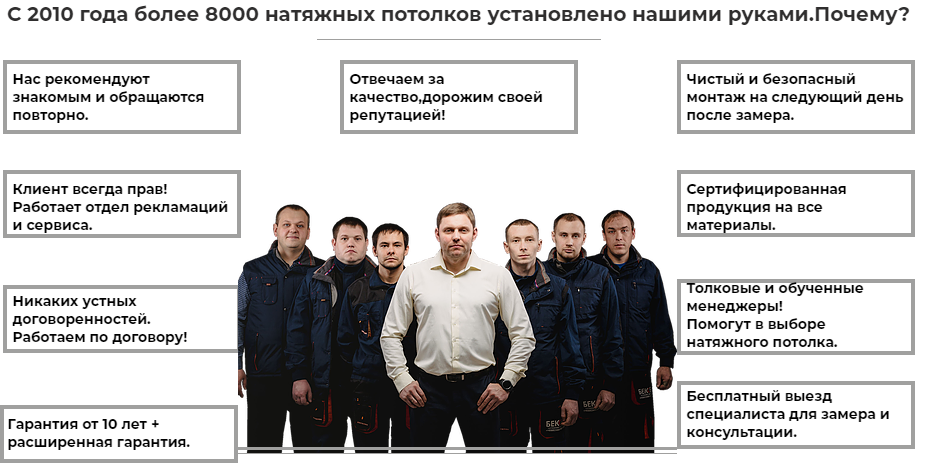 С 2010 года более 8000 натяжных потолков установлено нашими руками.Почему?
Нас рекомендуют
знакомым и обращаются
повторно.
Отвечаем за
качество,дорожим своей
репутацией!
Чистый и безопасный
монтаж на следующий день
после замера.
Клиент всегда прав!
Работает отдел рекламаций
и сервиса.
Сертифицированная
продукция на все
материалы.
Никаких устных
договоренностей.
Работаем по договору!
Толковые и обученные
менеджеры!
Помогут в выборе
натяжного потолка.
Гарантия от 10 лет +
расширенная гарантия.
Бесплатный выезд
специалиста для замера и
консультации.
БЕК
БЕК
БЕК